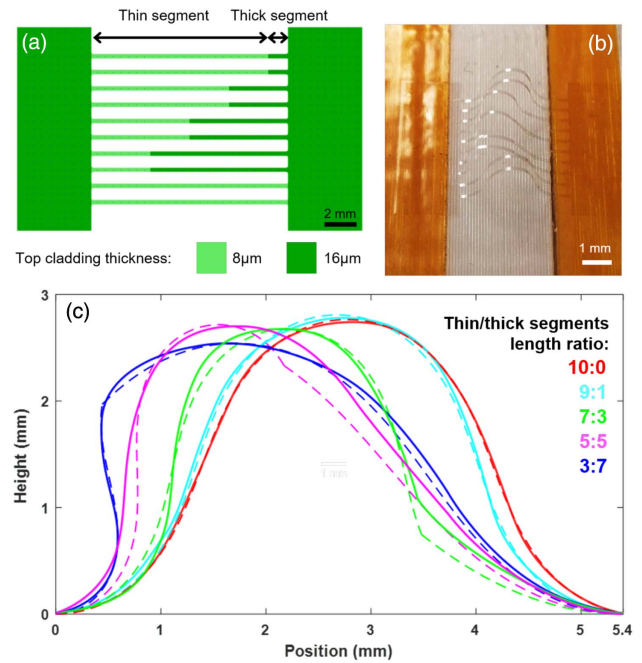 Thin segment Thick segment
(a)
2 mm
Top cladding thickness: 8µm 16µm
(b)
1 mm
(c)
Thin/thick segments
length ratio:
10:0
9:1
7:3
5:5
3:7
Height (mm)
3
2
1
0
0 1 2 3 4 5 5.4
Position (mm)